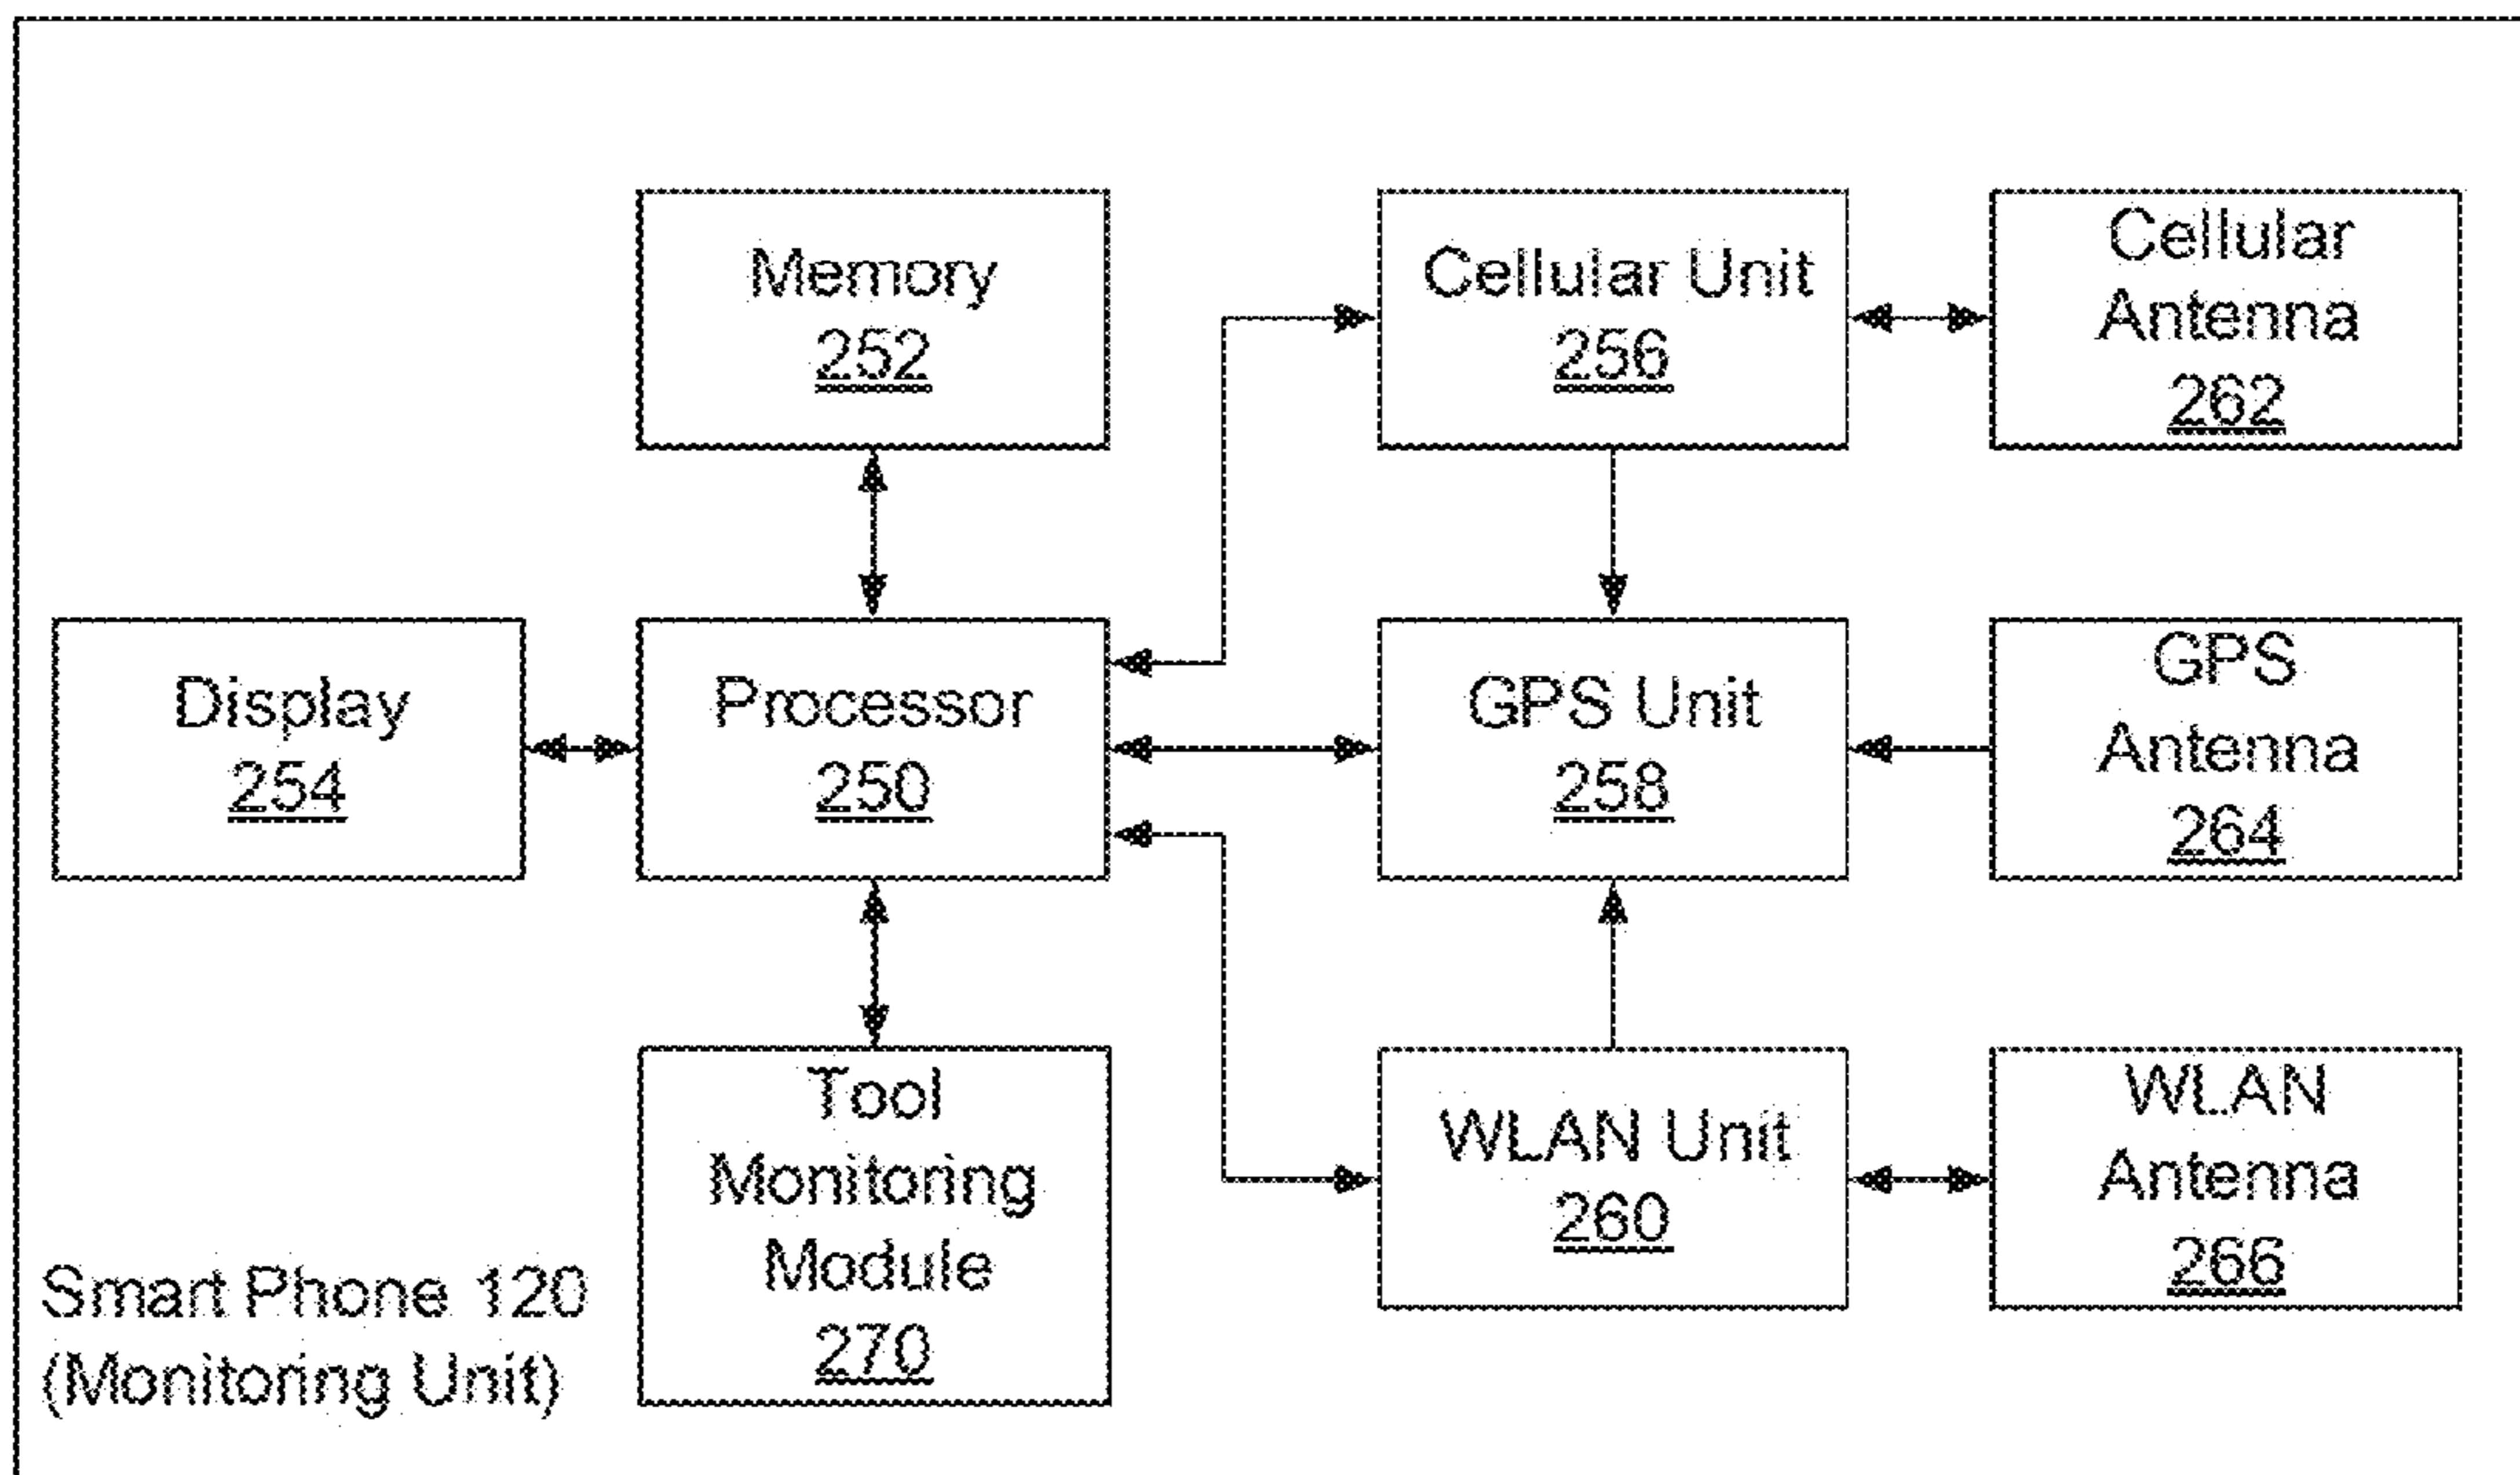 Memory
252
Cellular Unit
256
Cellular
Antenna
262
Display
254
Processor
250
GPS Unit
258
GPS
Antenna
264
Tool
Monitoring
Module
270
WLAN Unit
260
WLAN
Antenna
266
Smart Phone 120
(Monitoring Unit)